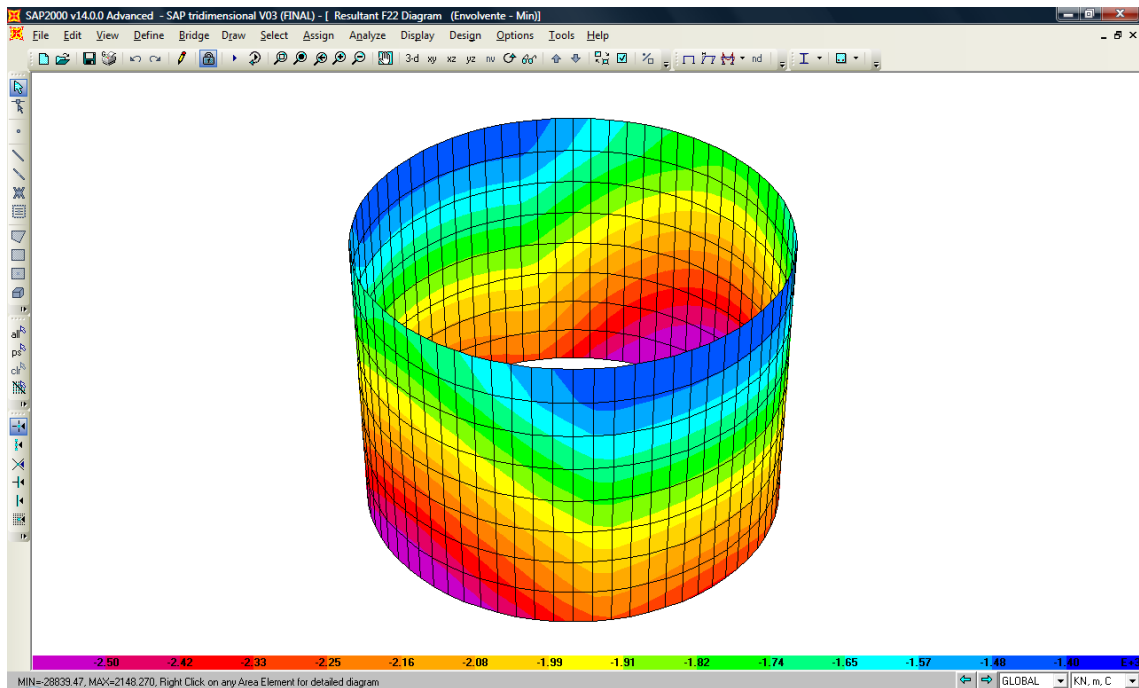 SAP2000 v14.0.0 Advanced - SAP tridimensional V03 (FINAL) - [ Resultant F22 Diagram (Envolvente - Min)]
File Edit View Define Bridge Draw Select Assign Analyze Display Design Options Tools Help
3-d xy xz yz nv nd
all
ps
clr
-2.50 -2.42 -2.33 -2.25 -2.16 -2.08 -1.99 -1.91 -1.82 -1.74 -1.65 -1.57 -1.48 -1.40
MIN=-28839.47, MAX=2148.270, Right Click on any Area Element for detailed diagram GLOBAL KN, m, C